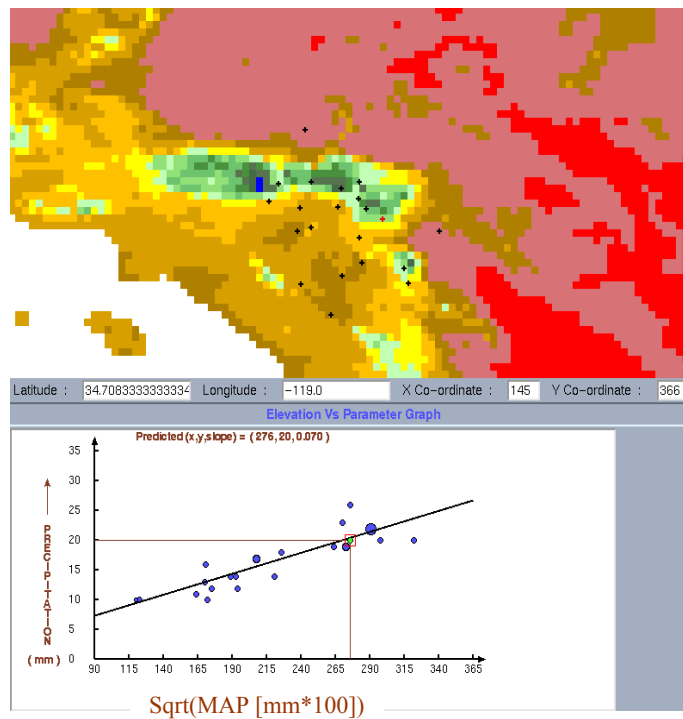 Latitude : 34.7083333333334 Longitude : −119.0 X Co-ordinate : 145 Y Co-ordinate : 366
Elevation Vs Parameter Graph
Predicted (x,y,slope) = ( 276, 20, 0.070 )
35
30
25
20
15
10
5
0
PRECIPITATION
( mm )
90 115 140 165 190 215 240 265 290 315 340 365
Sqrt(MAP [mm*100])